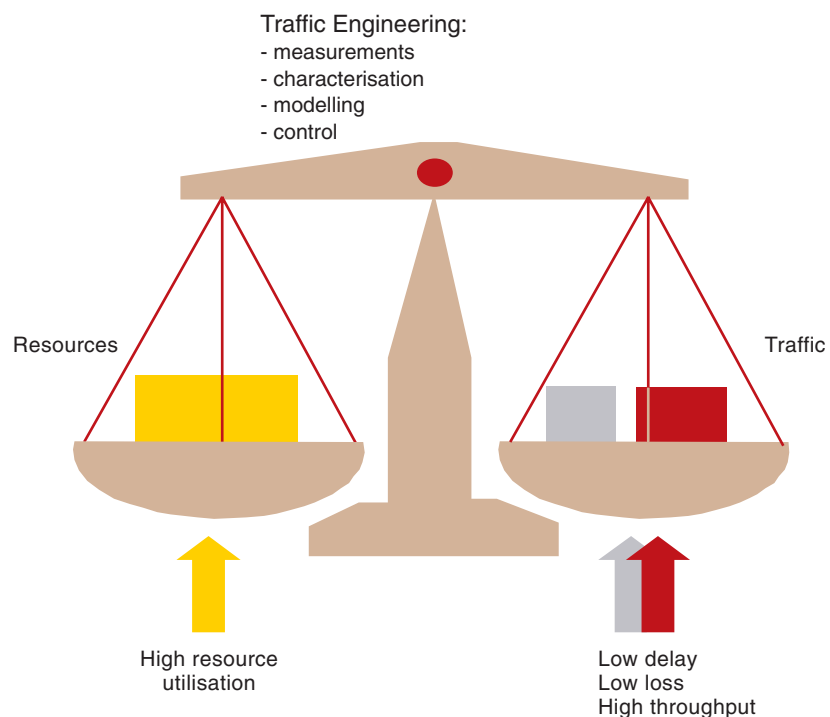 Traffic Engineering:
- measurements
- characterisation
- modelling
- control
Resources
Traffic
High resource
utilisation
Low delay
Low loss
High throughput